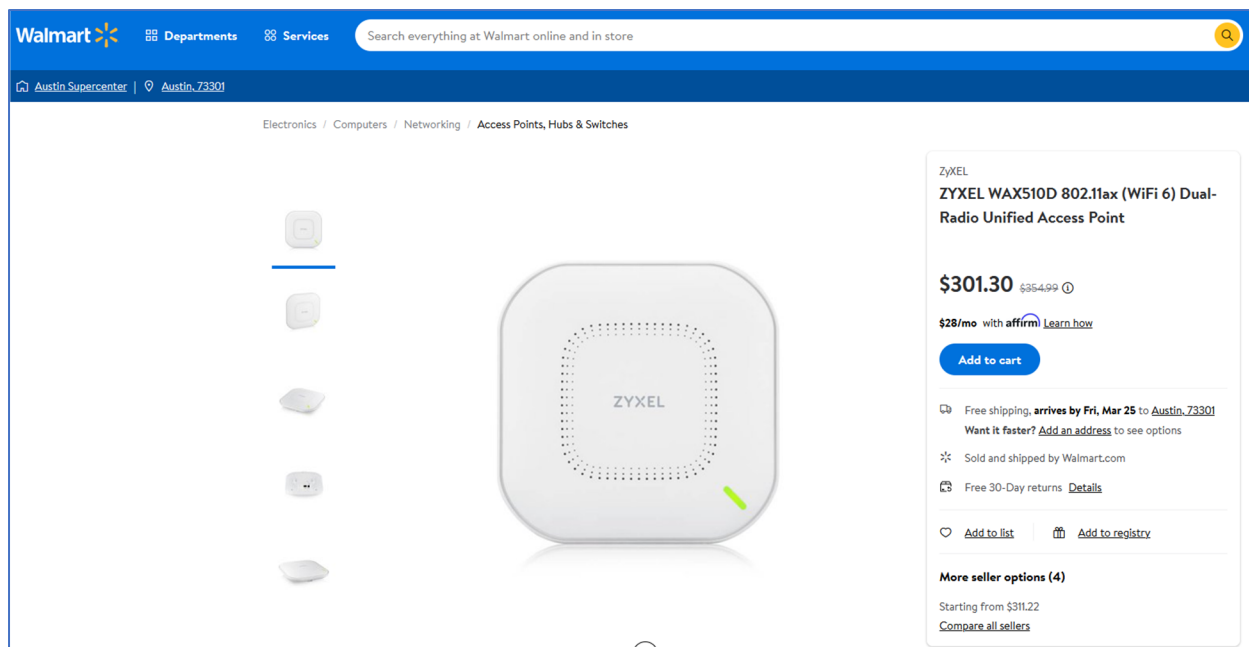 Walmart
Departments
Services
Search everything at Walmart online and in store
Austin Supercenter | Austin, 73301
Electronics / Computers / Networking / Access Points, Hubs & Switches
ZYXEL
ZyXEL
ZYXEL WAX510D 802.11ax (WiFi 6) Dual-
Radio Unified Access Point
$301.30 $354.99
$28/mo with affirm Learn how
Add to cart
Free shipping, arrives by Fri, Mar 25 to Austin, 73301
Want it faster? Add an address to see options
Sold and shipped by Walmart.com
Free 30-Day returns Details
Add to list
Add to registry
More seller options (4)
Starting from $311.22
Compare all sellers